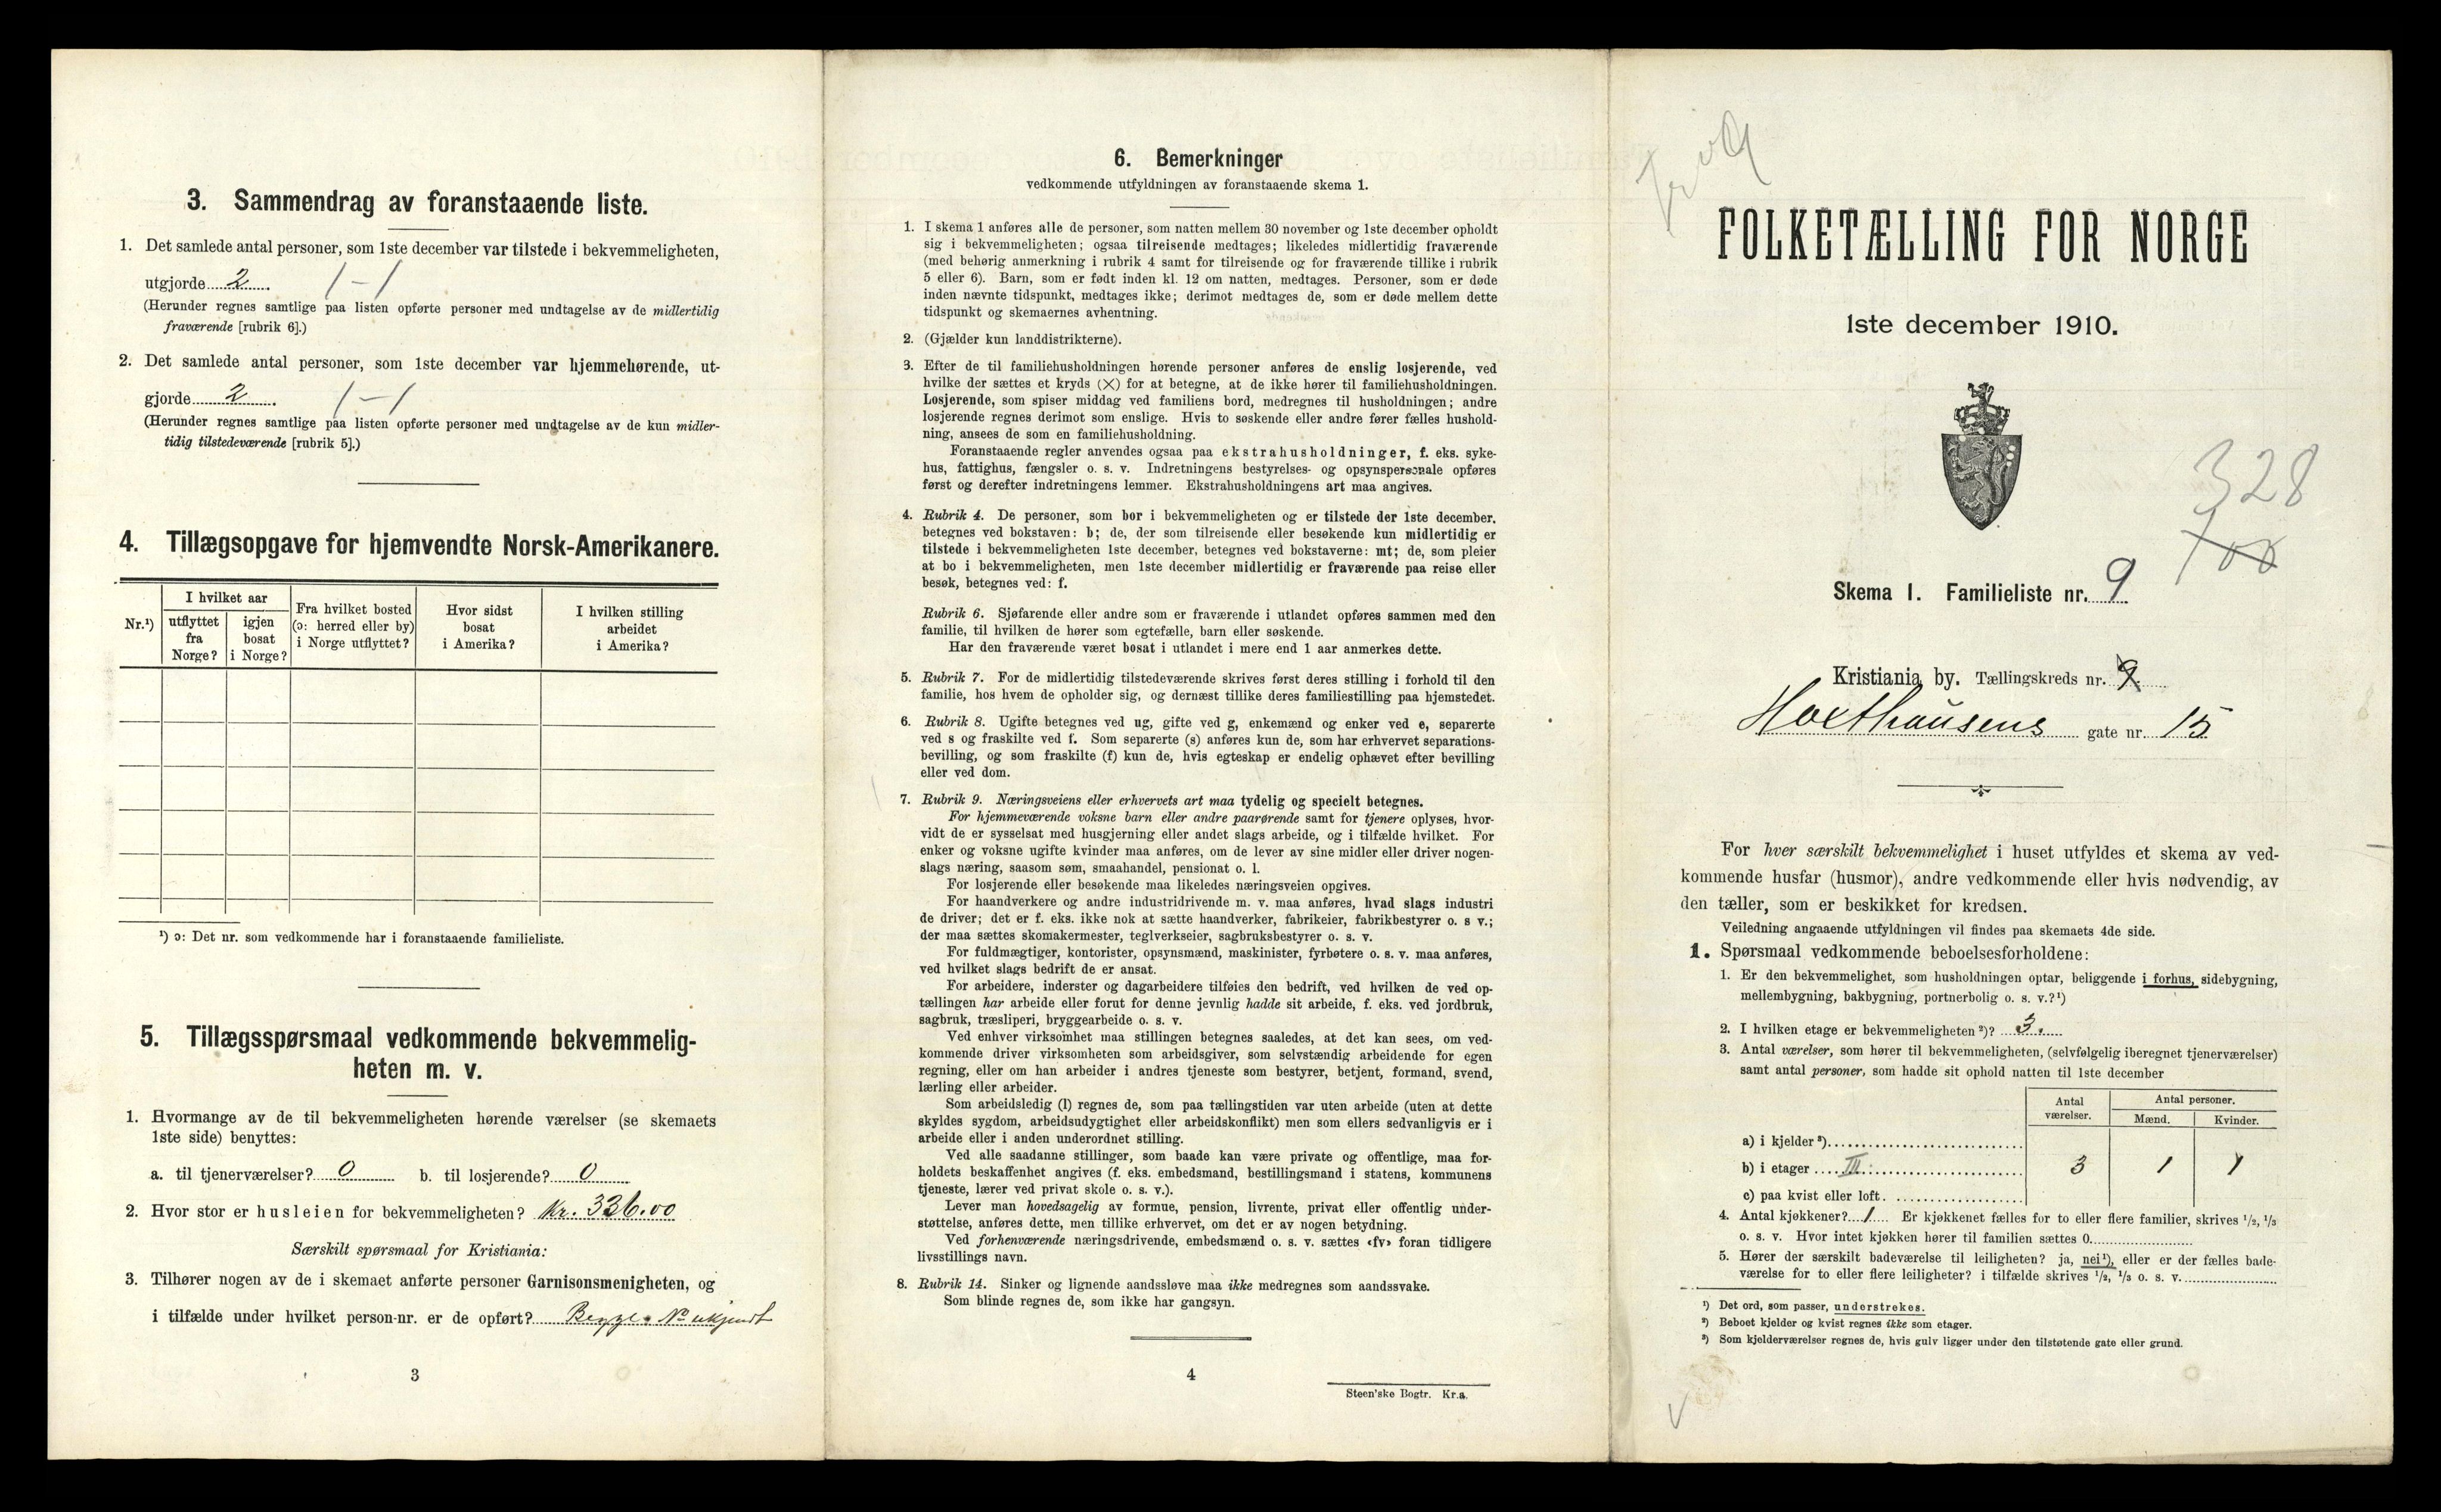 3. Sammendrag av foranstaaende liste.
1. Det samlede antal personer, som 1ste december var tilstede i bekvemmeligheten,
utgjorde 2 1 – 1
(Herunder regnes samtlige paa listen opførte personer med undtagelse av de midlertidig
fraværende [rubrik 6].)
2. Det samlede antal personer, som 1ste december var hjemmehørende, ut-
gjorde 2 1 – 1
(Herunder regnes samtlige paa listen opførte personer med undtagelse av de kun midler-
tidig tilstedeværende [rubrik 5].)
4. Tillægsopgave for hjemvendte Norsk-Amerikanere.
Nr.¹)
I hvilket aar
utflyttet fra Norge?
igjen bosat i Norge?
Fra hvilket bosted (ɔ: herred eller by) i Norge utflyttet?
Hvor sidst bosat i Amerika?
I hvilken stilling arbeidet i Amerika?
¹) ɔ: Det nr. som vedkommende har i foranstaaende familieliste.
5. Tillægsspørsmaal vedkommende bekvemmelig-
heten m. v.
1. Hvormange av de til bekvemmeligheten hørende værelser (se skemaets
1ste side) benyttes:
a. til tjenerværelser? 0 b. til losjerende? 0
2. Hvor stor er husleien for bekvemmeligheten? Kr. 336.00
Særskilt spørsmaal for Kristiania:
3. Tilhører nogen av de i skemaet anførte personer Garnisonsmenigheten, og
i tilfælde under hvilket person-nr. er de opført? Begge. No ukjendt
3
6. Bemerkninger
vedkommende utfyldningen av foranstaaende skema 1.
1. I skema 1 anføres alle de personer, som natten mellem 30 november og 1ste december opholdt
sig i bekvemmeligheten; ogsaa tilreisende medtages; likeledes midlertidig fraværende
(med behørig anmerkning i rubrik 4 samt for tilreisende og for fraværende tillike i rubrik
5 eller 6). Barn, som er født inden kl. 12 om natten, medtages. Personer, som er døde
inden nævnte tidspunkt, medtages ikke; derimot medtages de, som er døde mellem dette
tidspunkt og skemaernes avhentning.
2. (Gjælder kun landdistrikterne).
3. Efter de til familiehusholdningen hørende personer anføres de enslig losjerende, ved
hvilke der sættes et kryds (×) for at betegne, at de ikke hører til familiehusholdningen.
Losjerende, som spiser middag ved familiens bord, medregnes til husholdningen; andre
losjerende regnes derimot som enslige. Hvis to søskende eller andre fører fælles hushold-
ning, ansees de som en familiehusholdning.
Foranstaaende regler anvendes ogsaa paa ekstrahusholdninger, f. eks. syke-
hus, fattighus, fængsler o. s. v. Indretningens bestyrelses- og opsynspersonale opføres
først og derefter indretningens lemmer. Ekstrahusholdningens art maa angives.
4. Rubrik 4. De personer, som bor i bekvemmeligheten og er tilstede der 1ste december,
betegnes ved bokstaven: b; de, der som tilreisende eller besøkende kun midlertidig er
tilstede i bekvemmeligheten 1ste december, betegnes ved bokstaverne: mt; de, som pleier
at bo i bekvemmeligheten, men 1ste december midlertidig er fraværende paa reise eller
besøk, betegnes ved: f.
Rubrik 6. Sjøfarende eller andre som er fraværende i utlandet opføres sammen med den
familie, til hvilken de hører som egtefælle, barn eller søskende.
Har den fraværende været bosat i utlandet i mere end 1 aar anmerkes dette.
5. Rubrik 7. For de midlertidig tilstedeværende skrives først deres stilling i forhold til den
familie, hos hvem de opholder sig, og dernæst tillike deres familiestilling paa hjemstedet.
6. Rubrik 8. Ugifte betegnes ved ug, gifte ved g, enkemænd og enker ved e, separerte
ved s og fraskilte ved f. Som separerte (s) anføres kun de, som har erhvervet separations-
bevilling, og som fraskilte (f) kun de, hvis egteskap er endelig ophævet efter bevilling
eller ved dom.
7. Rubrik 9. Næringsveiens eller erhvervets art maa tydelig og specielt betegnes.
For hjemmeværende voksne barn eller andre paarørende samt for tjenere oplyses, hvor-
vidt de er sysselsat med husgjerning eller andet slags arbeide, og i tilfælde hvilket. For
enker og voksne ugifte kvinder maa anføres, om de lever av sine midler eller driver nogen-
slags næring, saasom søm, smaahandel, pensionat o. l.
For losjerende eller besøkende maa likeledes næringsveien opgives.
For haandverkere og andre industridrivende m. v. maa anføres, hvad slags industri
de driver; det er f. eks. ikke nok at sætte haandverker, fabrikeier, fabrikbestyrer o. s v.;
der maa sættes skomakermester, teglverkseier, sagbruksbestyrer o. s. v.
For fuldmægtiger, kontorister, opsynsmænd, maskinister, fyrbøtere o. s. v. maa anføres,
ved hvilket slags bedrift de er ansat.
For arbeidere, inderster og dagarbeidere tilføies den bedrift, ved hvilken de ved op-
tællingen har arbeide eller forut for denne jevnlig hadde sit arbeide, f. eks. ved jordbruk,
sagbruk, træsliperi, bryggearbeide o. s. v.
Ved enhver virksomhet maa stillingen betegnes saaledes, at det kan sees, om ved-
kommende driver virksomheten som arbeidsgiver, som selvstændig arbeidende for egen
regning, eller om han arbeider i andres tjeneste som bestyrer, betjent, formand, svend,
lærling eller arbeider.
Som arbeidsledig (l) regnes de, som paa tællingstiden var uten arbeide (uten at dette
skyldes sygdom, arbeidsudygtighet eller arbeidskonflikt) men som ellers sedvanligvis er i
arbeide eller i anden underordnet stilling.
Ved alle saadanne stillinger, som baade kan være private og offentlige, maa for-
holdets beskaffenhet angives (f. eks. embedsmand, bestillingsmand i statens, kommunens
tjeneste, lærer ved privat skole o. s. v.).
Lever man hovedsagelig av formue, pension, livrente, privat eller offentlig under-
støttelse, anføres dette, men tillike erhvervet, om det er av nogen betydning.
Ved forhenværende næringsdrivende, embedsmænd o. s. v. sættes «fv» foran tidligere
livsstillings navn.
8. Rubrik 14. Sinker og lignende aandssløve maa ikke medregnes som aandssvake.
Som blinde regnes de, som ikke har gangsyn.
4
Steen'ske Bogtr. Kr.a.
FOLKETÆLLING FOR NORGE
1ste december 1910.
328
Skema I. Familieliste nr. 9
Kristiania by. Tællingskreds nr. 9
Hoxthausens gate nr. 15
For hver særskilt bekvemmelighet i huset utfyldes et skema av ved-
kommende husfar (husmor), andre vedkommende eller hvis nødvendig, av
den tæller, som er beskikket for kredsen.
Veiledning angaaende utfyldningen vil findes paa skemaets 4de side.
1. Spørsmaal vedkommende beboelsesforholdene:
1. Er den bekvemmelighet, som husholdningen optar, beliggende i forhus, sidebygning,
mellembygning, bakbygning, portnerbolig o. s. v.?¹)
2. I hvilken etage er bekvemmeligheten²)? 3.
3. Antal værelser, som hører til bekvemmeligheten, (selvfølgelig iberegnet tjenerværelser)
samt antal personer, som hadde sit ophold natten til 1ste december
Antal værelser. Antal personer.
Mænd. Kvinder.
a) i kjelder³)
b) i etager III 3 1 1
c) paa kvist eller loft.
4. Antal kjøkkener? 1 Er kjøkkenet fælles for to eller flere familier, skrives ¹/₂, ¹/₃
o. s. v. Hvor intet kjøkken hører til familien sættes 0.
5. Hører der særskilt badeværelse til leiligheten? ja, nei¹), eller er der fælles bade-
værelse for to eller flere leiligheter? i tilfælde skrives ¹/₂, ¹/₃ o. s. v.
¹) Det ord, som passer, understrekes.
²) Beboet kjelder og kvist regnes ikke som etager.
³) Som kjelderværelser regnes de, hvis gulv ligger under den tilstøtende gate eller grund.